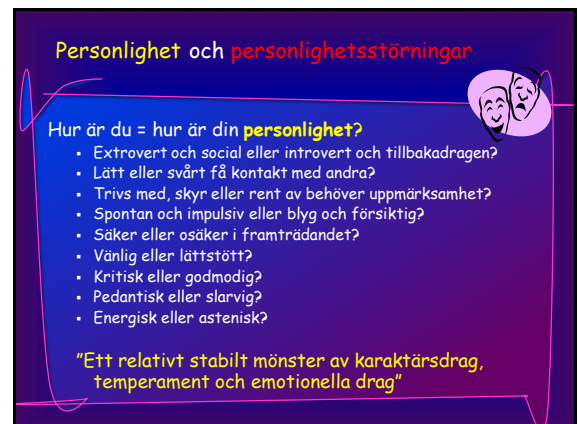 Personlighet och personlighetsstörningar
Hur är du = hur är din personlighet?
▪ Extrovert och social eller introvert och tillbakadragen?
▪ Lätt eller svårt få kontakt med andra?
▪ Trivs med, skyr eller rent av behöver uppmärksamhet?
▪ Spontan och impulsiv eller blyg och försiktig?
▪ Säker eller osäker i framträdandet?
▪ Vänlig eller lättstött?
▪ Kritisk eller godmodig?
▪ Pedantisk eller slarvig?
▪ Energisk eller astenisk?
”Ett relativt stabilt mönster av karaktärsdrag,
temperament och emotionella drag”